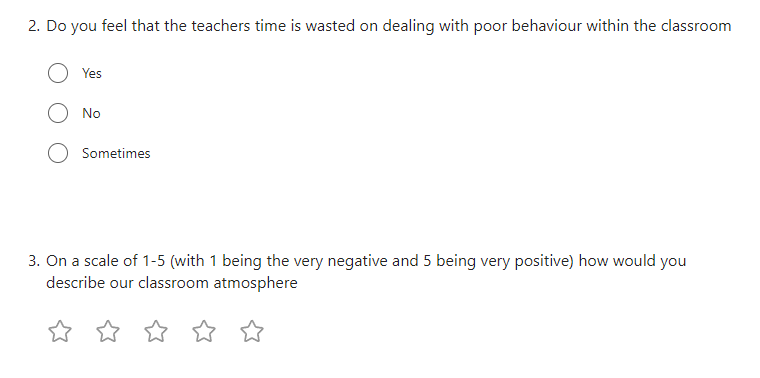 2. Do you feel that the teachers time is wasted on dealing with poor behaviour within the classroom
Yes
No
Sometimes
3. On a scale of 1-5 (with 1 being the very negative and 5 being very positive) how would you
describe our classroom atmosphere